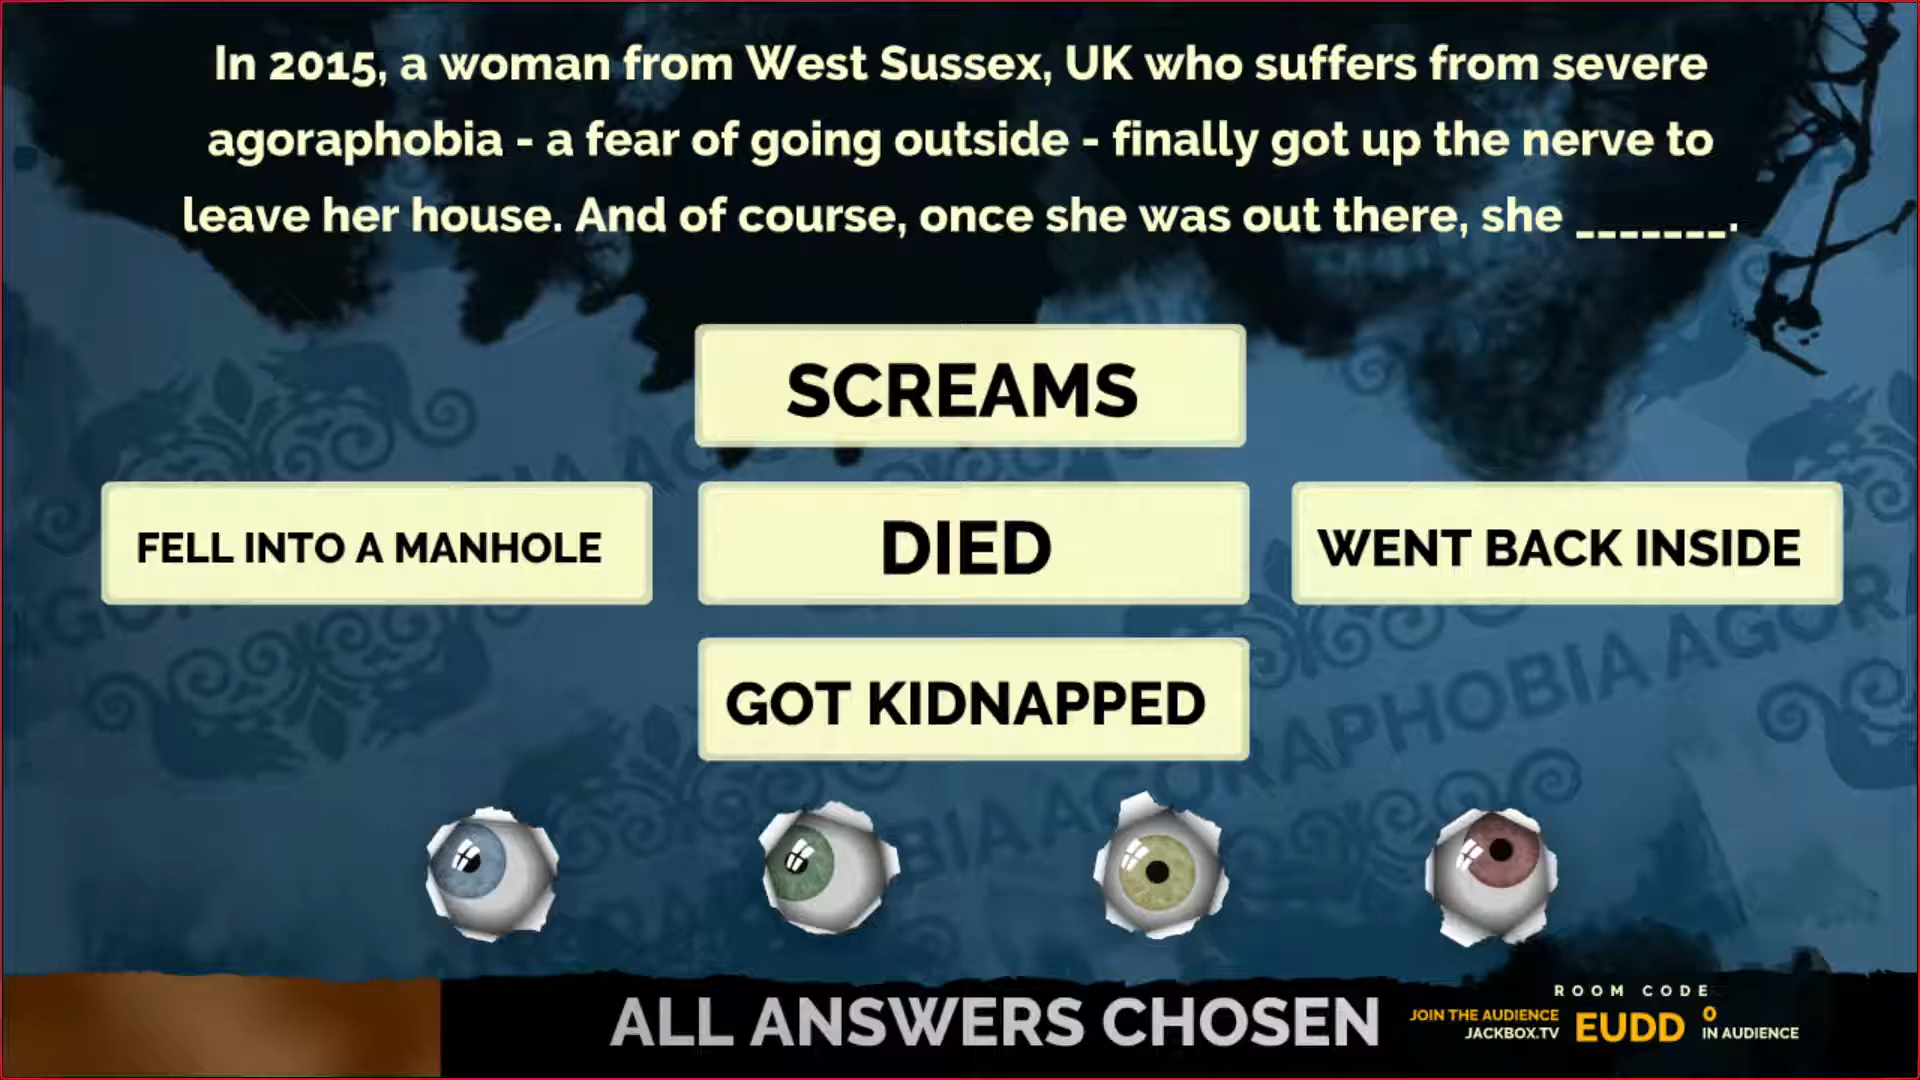 In 2015, a woman from West Sussex, UK who suffers from severe
agoraphobia - a fear of going outside - finally got up the nerve to
leave her house. And of course, once she was out there, she _______.
SCREAMS
FELL INTO A MANHOLE
DIED
WENT BACK INSIDE
GOT KIDNAPPED
AGORAPHOBIA AGOR
ALL ANSWERS CHOSEN
ROOM CODE
JOIN THE AUDIENCE
JACKBOX.TV
EUDD
0
IN AUDIENCE